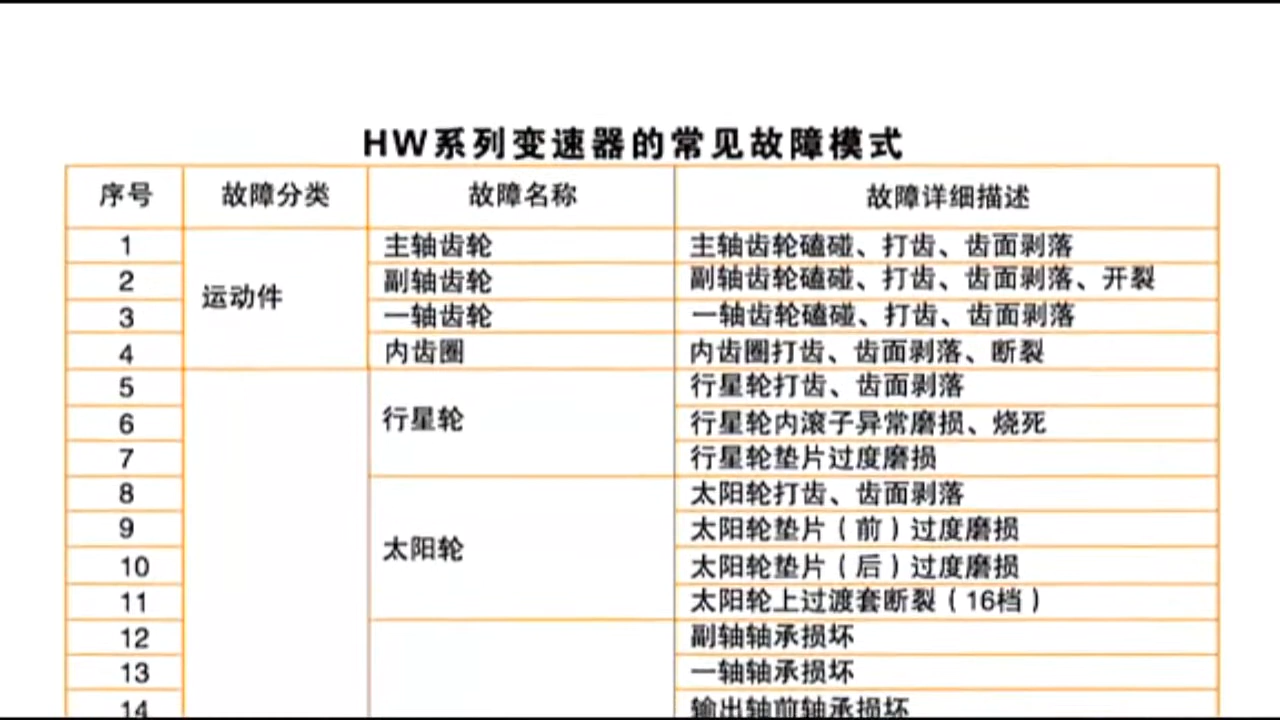 HW系列变速器的常见故障模式
序号 故障分类 故障名称 故障详细描述
1 运动件 主轴齿轮 主轴齿轮磕碰、打齿、齿面剥落
2 副轴齿轮 副轴齿轮磕碰、打齿、齿面剥落、开裂
3 一轴齿轮 一轴齿轮磕碰、打齿、齿面剥落
4 内齿圈 内齿圈打齿、齿面剥落、断裂
5 行星轮 行星轮打齿、齿面剥落
6 行星轮内滚子异常磨损、烧死
7 行星轮垫片过度磨损
8 太阳轮 太阳轮打齿、齿面剥落
9 太阳轮垫片（前）过度磨损
10 太阳轮垫片（后）过度磨损
11 太阳轮上过渡套断裂（16档）
12 副轴轴承损坏
13 一轴轴承损坏
14 输出轴前轴承损坏